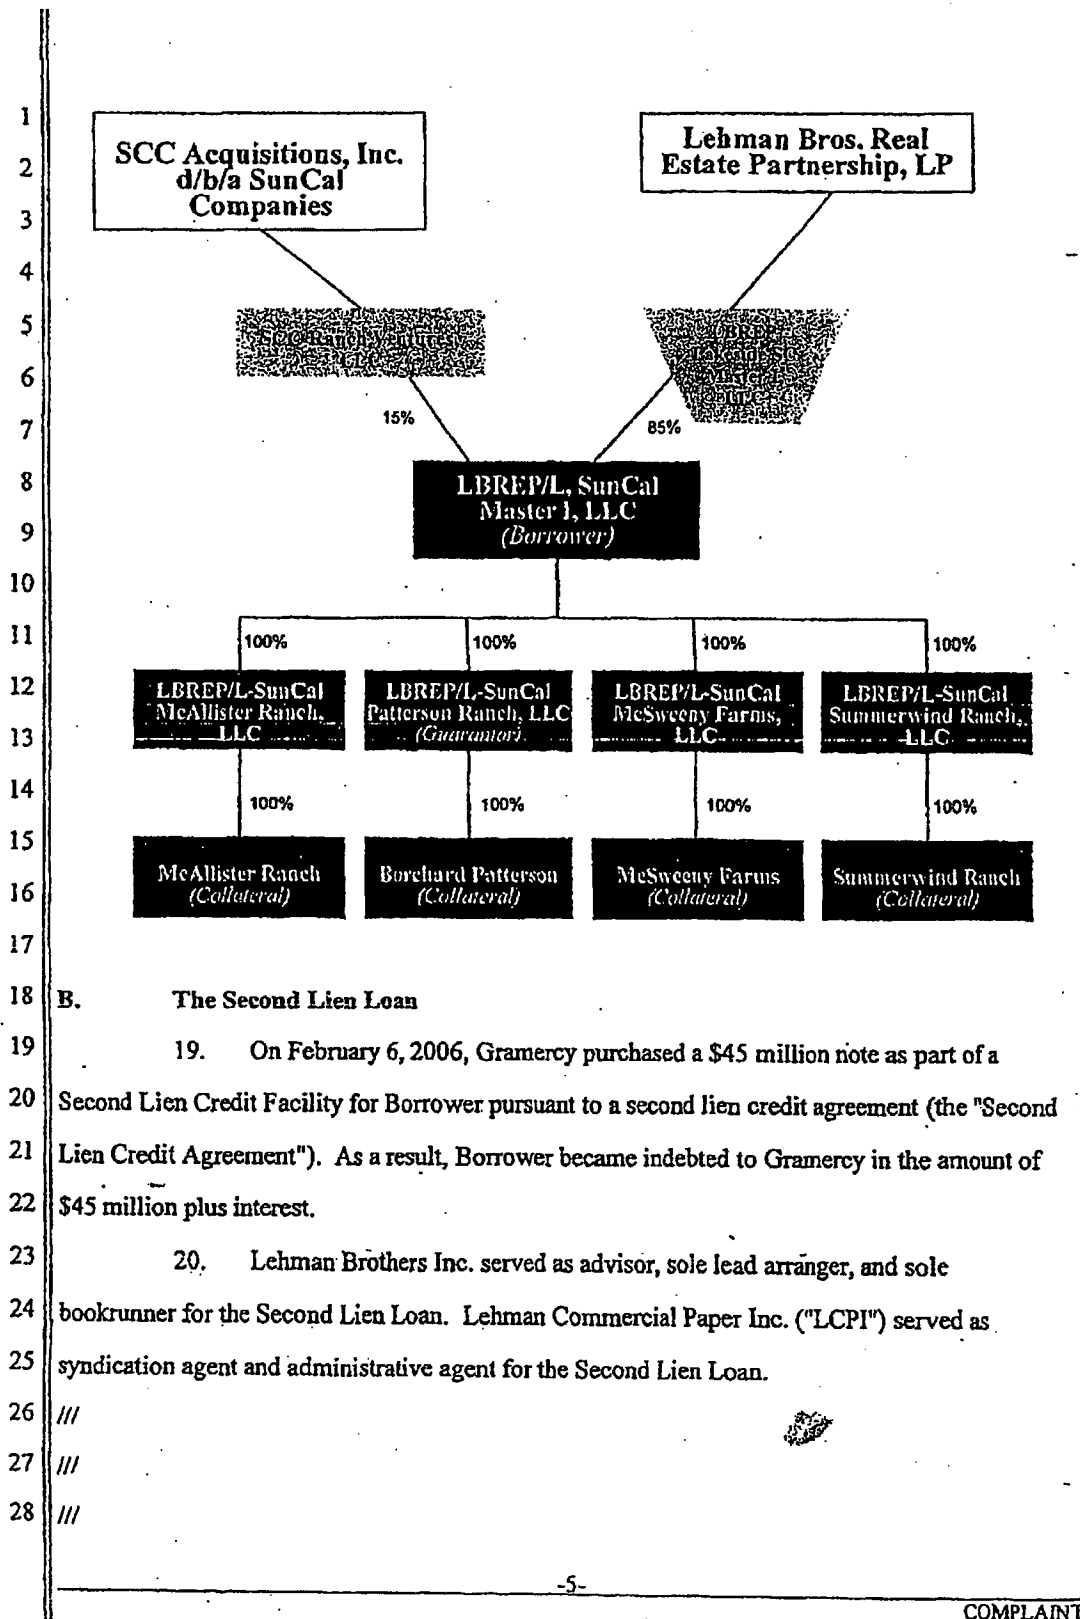 1
2
3
4
5
6
7
8
9
10
11
12
13
14
15
16
17
18
19
20
21
22
23
24
25
26
27
28
SCC Acquisitions, Inc.
d/b/a SunCal
Companies
Lehman Bros. Real
Estate Partnership, LP
SCC Ranch Ventures
LLC
LBREP
Lakeside SC
Master I,
LLC
15%
85%
LBREP/L, SunCal
Master I, LLC
(Borrower)
100%
100%
100%
100%
LBREP/L-SunCal
McAllister Ranch,
LLC
LBREP/L-SunCal
Patterson Ranch, LLC
(Guarantor)
LBREP/L-SunCal
McSweeny Farms,
LLC
LBREP/L-SunCal
Summerwind Ranch,
LLC
100%
100%
100%
100%
McAllister Ranch
(Collateral)
Borchard Patterson
(Collateral)
McSweeny Farms
(Collateral)
Summerwind Ranch
(Collateral)
B. The Second Lien Loan
19. On February 6, 2006, Gramercy purchased a $45 million note as part of a
Second Lien Credit Facility for Borrower pursuant to a second lien credit agreement (the "Second
Lien Credit Agreement"). As a result, Borrower became indebted to Gramercy in the amount of
$45 million plus interest.
20. Lehman Brothers Inc. served as advisor, sole lead arranger, and sole
bookrunner for the Second Lien Loan. Lehman Commercial Paper Inc. ("LCPI") served as
syndication agent and administrative agent for the Second Lien Loan.
///
///
///
-5-
COMPLAINT